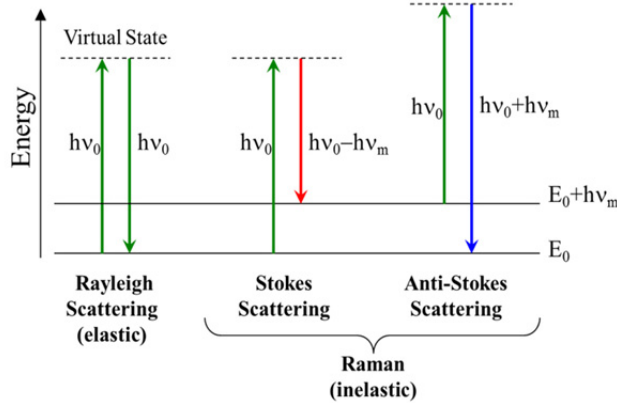 Energy
Virtual State
hν₀
hν₀
hν₀
hν₀−hνₘ
hν₀
hν₀+hνₘ
E₀+hνₘ
E₀
Rayleigh
Scattering
(elastic)
Stokes
Scattering
Anti-Stokes
Scattering
Raman
(inelastic)